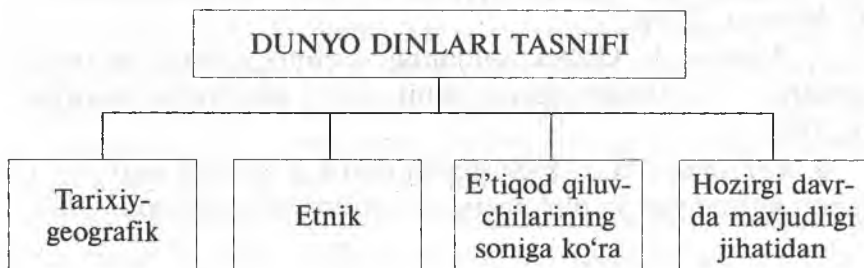 DUNYO DINLARI TASNIFI
Tarixiy-
geografik
Etnik
E’tiqod qiluv-
chilarining
soniga ko‘ra
Hozirgi davr-
da mavjudligi
jihatidan